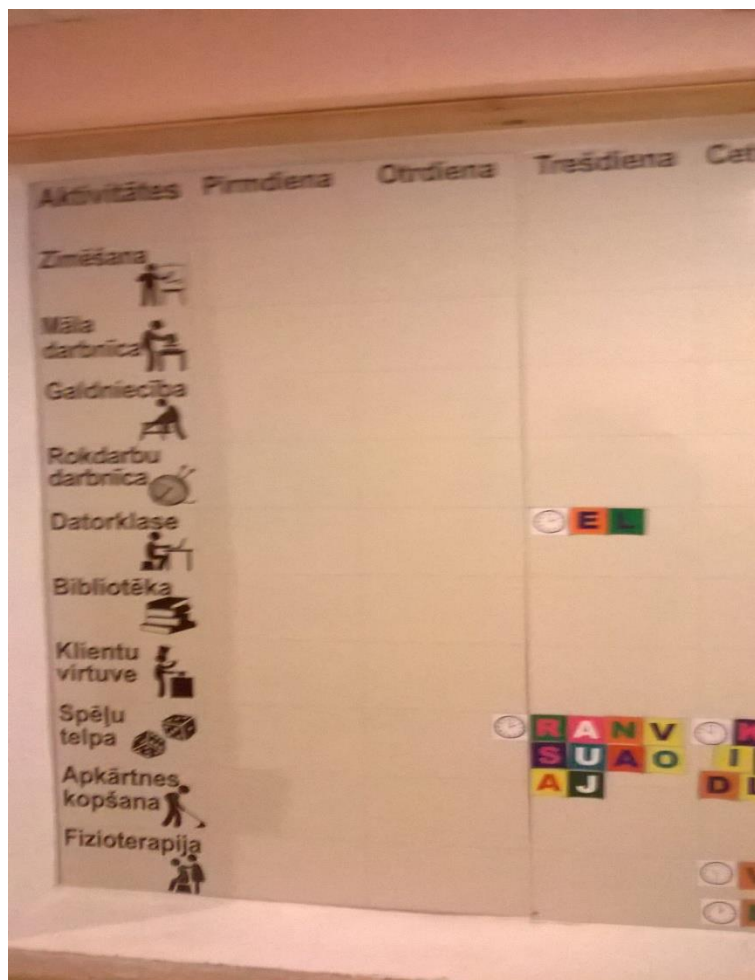 Aktivitātes Pirmdiena Otrdiena Trešdiena Cet
Zīmēšana
Māla
darbnīca
Galdniecība
Rokdarbu
darbnīca
Datorklase E L
Bibliotēka
Klientu
virtuve
Spēļu
telpa
R A N V
S U A O I
A J D
Apkārtnes
kopšana
Fizioterapija